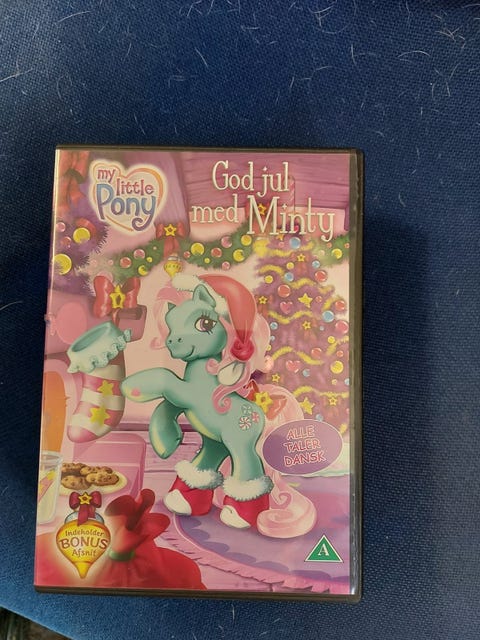 my
little
Pony
God jul
med Minty
ALLE
TALER
DANSK
Indeholder
BONUS
Afsnit
A